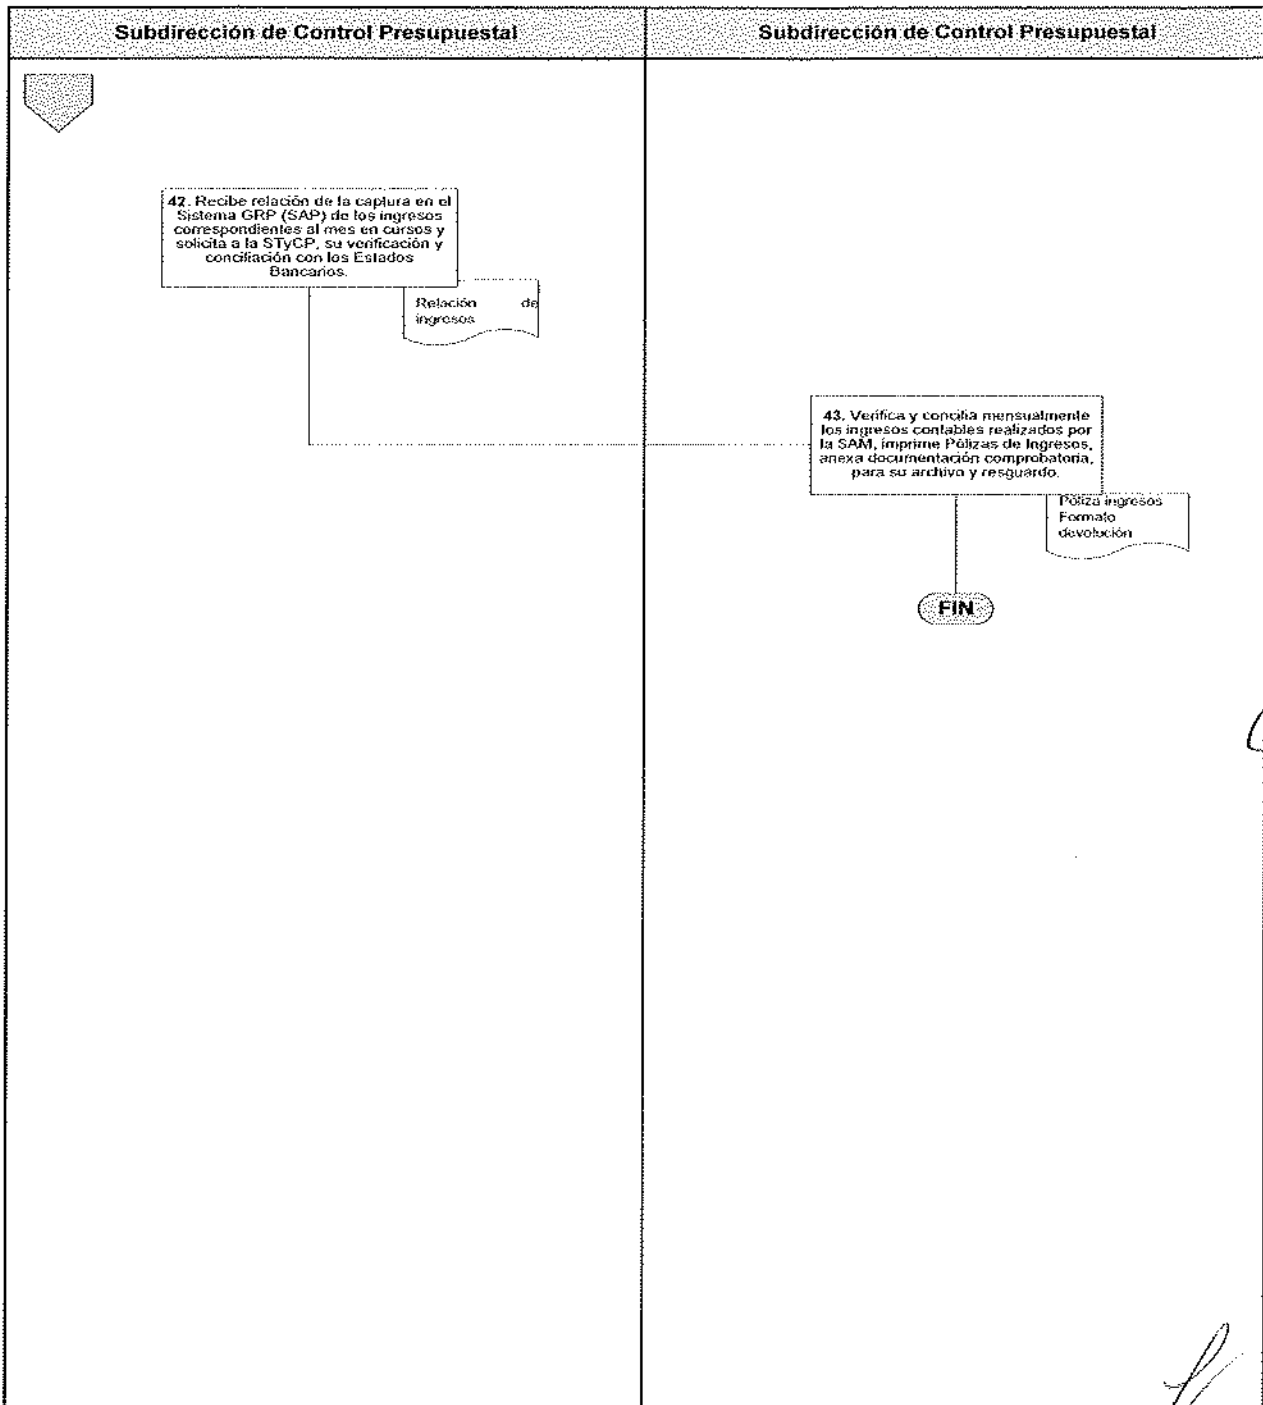 Subdirección de Control Presupuestal
Subdirección de Control Presupuestal
42. Recibe relación de la captura en el
Sistema GRP (SAP) de los ingresos
correspondientes al mes en cursos y
solicita a la STyCP, su verificación y
conciliación con los Estados
Bancarios.
Relación de
ingresos
43. Verifica y concilia mensualmente
los ingresos contables realizados por
la SAM, imprime Pólizas de Ingresos,
anexa documentación comprobatoria,
para su archivo y resguardo.
Póliza ingresos
Formato
devolución
FIN